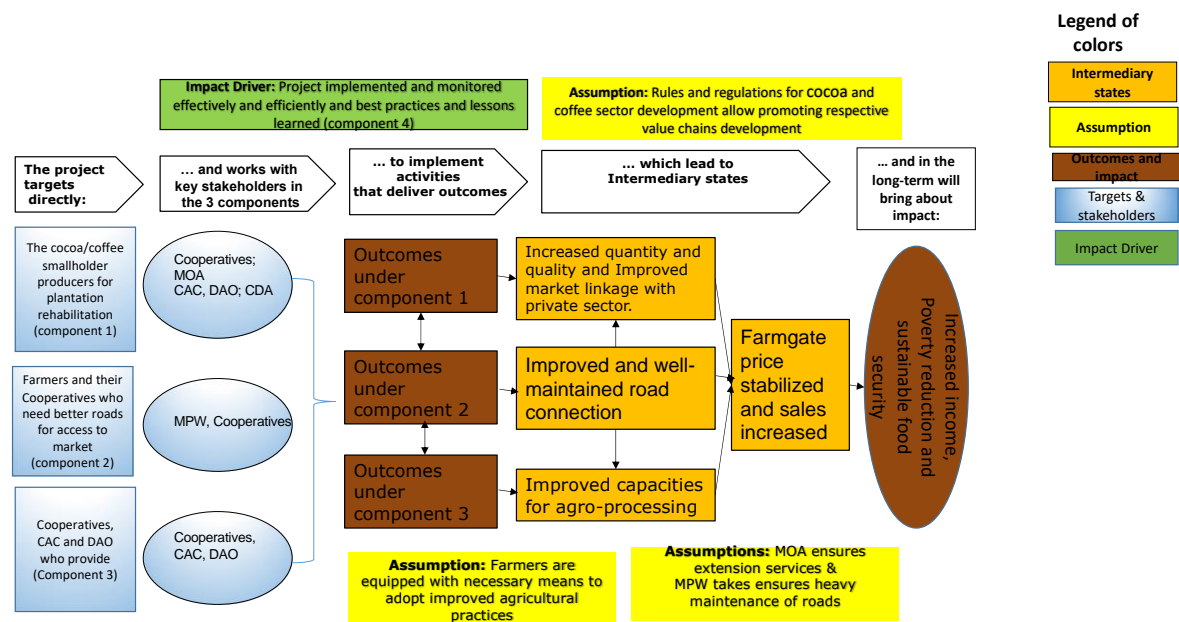 Legend of
colors
Intermediary
states
Assumption
Outcomes and
impact
Targets &
stakeholders
Impact Driver
Impact Driver: Project implemented and monitored
effectively and efficiently and best practices and lessons
learned (component 4)
Assumption: Rules and regulations for cocoa and
coffee sector development allow promoting respective
value chains development
The project
targets
directly:
... and works with
key stakeholders in
the 3 components
... to implement
activities
that deliver outcomes
... which lead to
Intermediary states
... and in the
long-term will
bring about
impact:
The cocoa/coffee
smallholder
producers for
plantation
rehabilitation
(component 1)
Cooperatives;
MOA
CAC, DAO; CDA
Outcomes
under
component 1
Increased quantity and
quality and Improved
market linkage with
private sector.
Farmers and their
Cooperatives who
need better roads
for access to
market
(component 2)
MPW, Cooperatives
Outcomes
under
component 2
Improved and well-
maintained road
connection
Farmgate
price
stabilized
and sales
increased
Increased income,
Poverty reduction and
sustainable food
security
Cooperatives,
CAC and DAO
who provide
(Component 3)
Cooperatives,
CAC, DAO
Outcomes
under
component 3
Improved capacities
for agro-processing
Assumption: Farmers are
equipped with necessary means to
adopt improved agricultural
practices
Assumptions: MOA ensures
extension services &
MPW takes ensures heavy
maintenance of roads